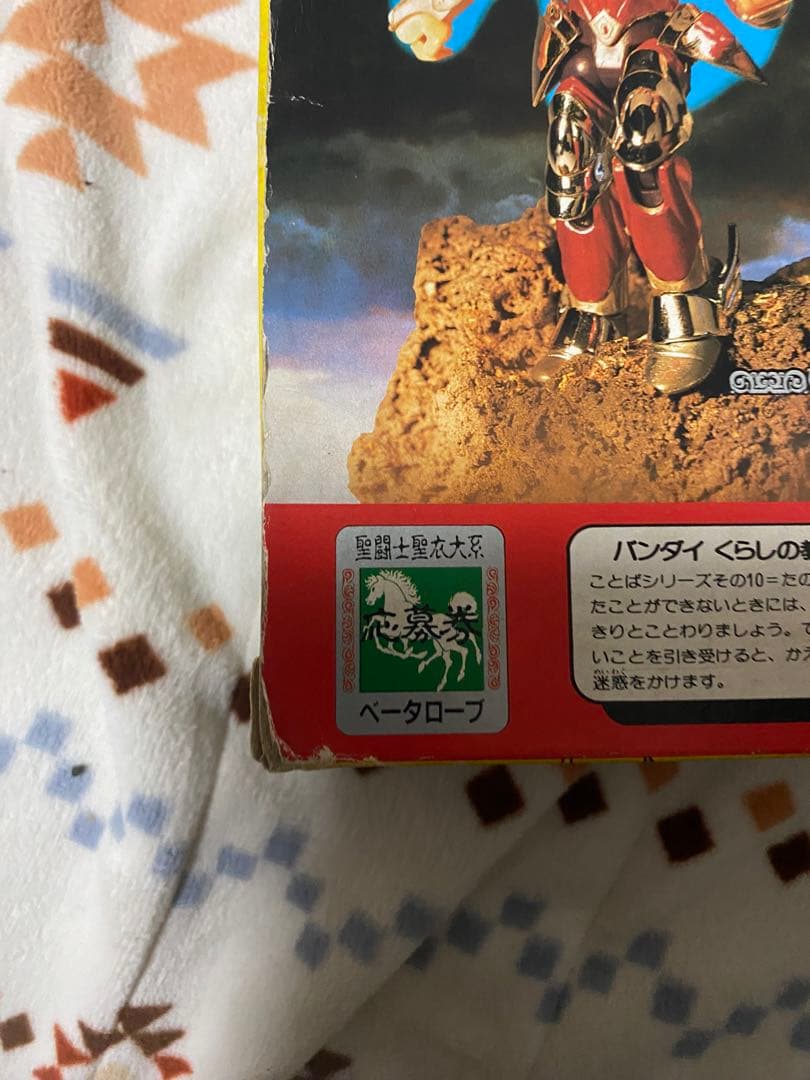 聖闘士聖衣大系
応募券
ベータローブ
バンダイ くらしの
ことばシリーズその10=たの
たことができないときには、
きりとことわりましょう。で
いことを引き受けると、かえ
めいわく
迷惑をかけます。